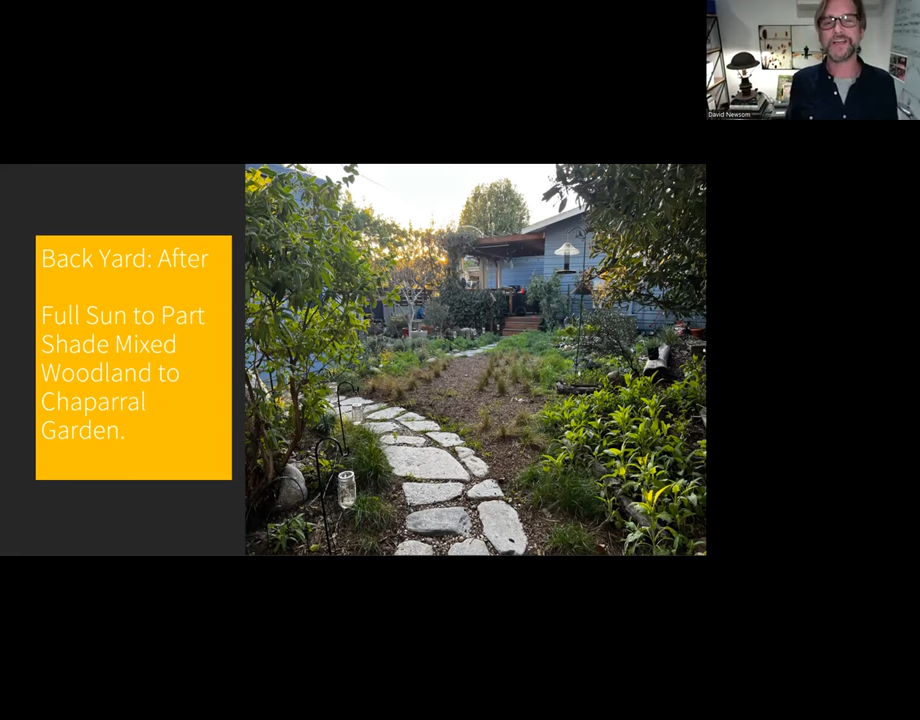 David Newsom
Back Yard: After
Full Sun to Part
Shade Mixed
Woodland to
Chaparral
Garden.